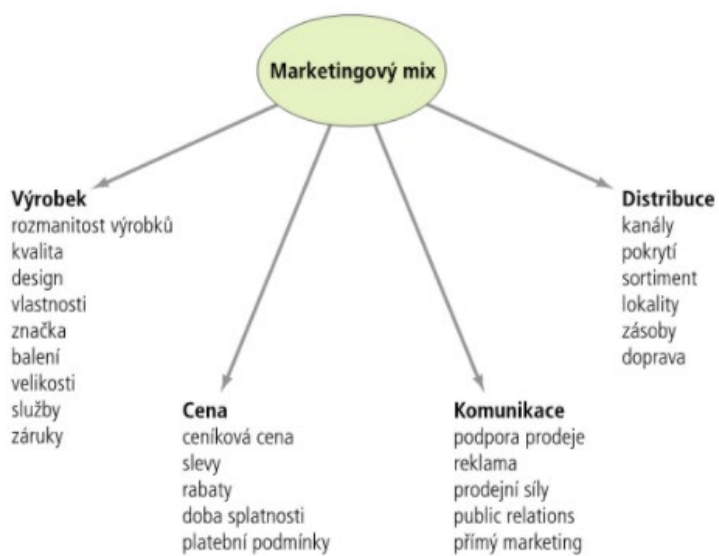 Marketingový mix
Výrobek
rozmanitost výrobků
kvalita
design
vlastnosti
značka
balení
velikosti
služby
záruky
Cena
ceníková cena
slevy
rabaty
doba splatnosti
platební podmínky
Komunikace
podpora prodeje
reklama
prodejní síly
public relations
přímý marketing
Distribuce
kanály
pokrytí
sortiment
lokality
zásoby
doprava